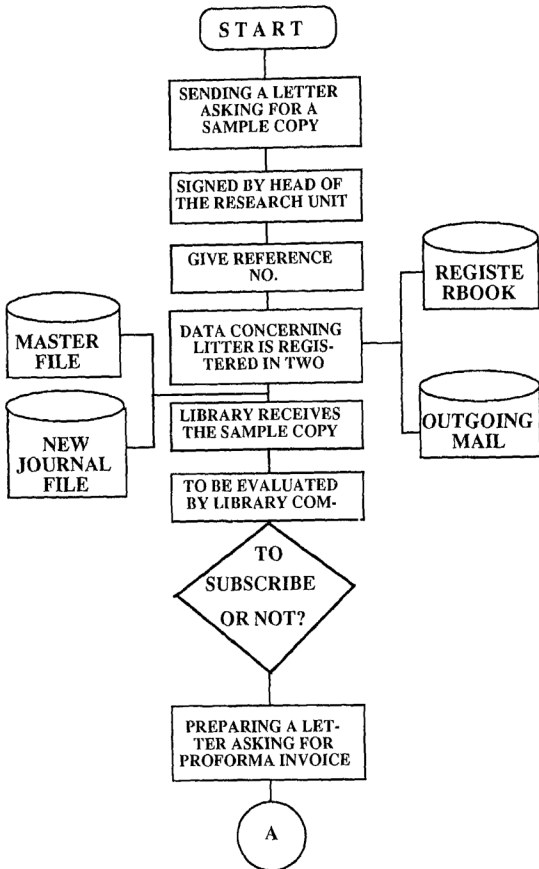 START
SENDING A LETTER
ASKING FOR A
SAMPLE COPY
SIGNED BY HEAD OF
THE RESEARCH UNIT
GIVE REFERENCE
NO.
REGISTE
RBOOK
DATA CONCERNING
LITTER IS REGIS-
TERED IN TWO
MASTER
FILE
OUTGOING
MAIL
NEW
JOURNAL
FILE
LIBRARY RECEIVES
THE SAMPLE COPY
TO BE EVALUATED
BY LIBRARY COM-
TO
SUBSCRIBE
OR NOT?
PREPARING A LET-
TER ASKING FOR
PROFORMA INVOICE
A